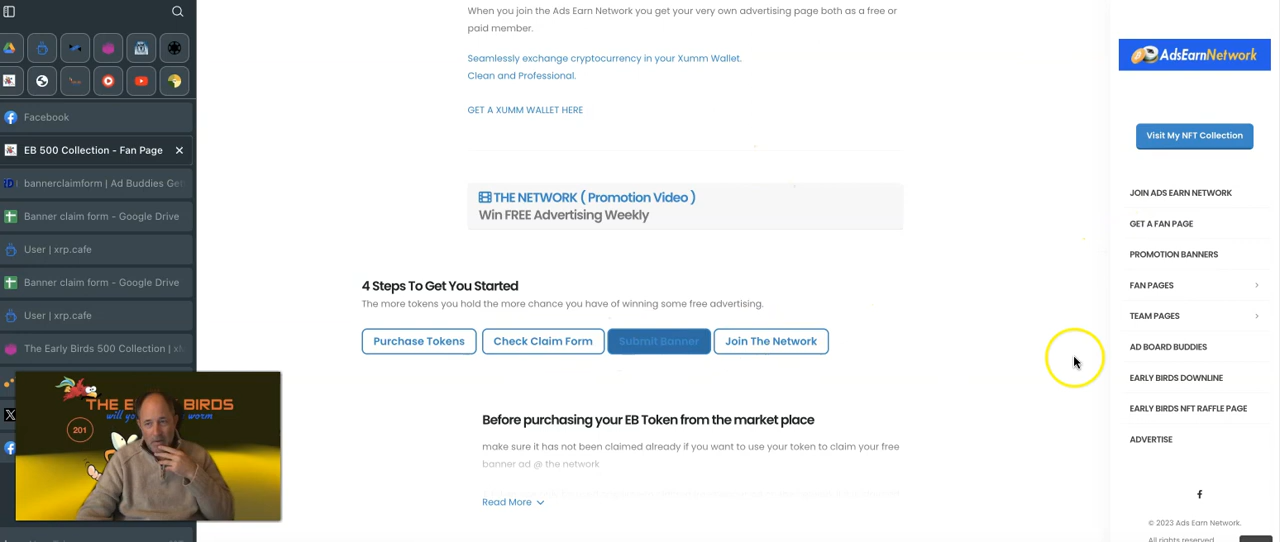 Facebook
EB 500 Collection - Fan Page
bannerclaimform | Ad Buddies Get
Banner claim form - Google Drive
User | xrp.cafe
Banner claim form - Google Drive
User | xrp.cafe
The Early Birds 500 Collection |
THE E RLY BIRDS
will yo worm
201
When you join the Ads Earn Network you get your very own advertising page both as a free or
paid member.
Seamlessly exchange cryptocurrency in your Xumm Wallet.
Clean and Professional.
GET A XUMM WALLET HERE
THE NETWORK ( Promotion Video )
Win FREE Advertising Weekly
4 Steps To Get You Started
The more tokens you hold the more chance you have of winning some free advertising.
Purchase Tokens
Check Claim Form
Submit Banner
Join The Network
Before purchasing your EB Token from the market place
make sure it has not been claimed already if you want to use your token to claim your free
banner ad @ the network
Read More
AdsEarnNetwork
Visit My NFT Collection
JOIN ADS EARN NETWORK
GET A FAN PAGE
PROMOTION BANNERS
FAN PAGES
TEAM PAGES
AD BOARD BUDDIES
EARLY BIRDS DOWNLINE
EARLY BIRDS NFT RAFFLE PAGE
ADVERTISE
© 2023 Ads Earn Network.
All rights reserved